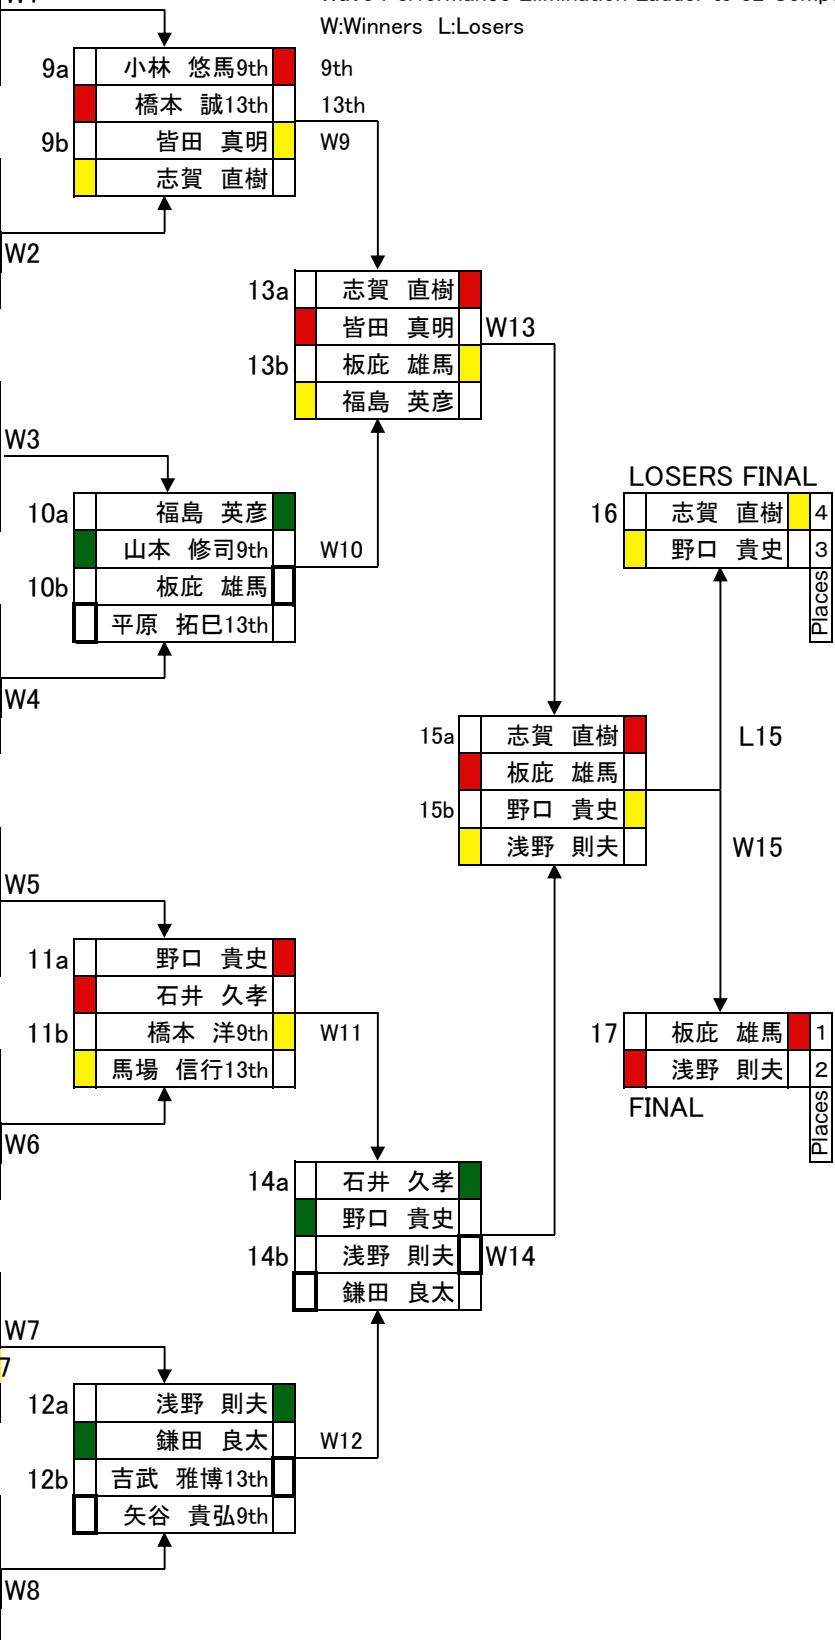 W:Winners L:Losers
9a 小林 悠馬9th 9th
橋本 誠13th 13th
9b 皆田 真明 W9
志賀 直樹
W2
13a 志賀 直樹
皆田 真明 W13
13b 板庇 雄馬
福島 英彦
W3
LOSERS FINAL
10a 福島 英彦
16 志賀 直樹 4
山本 修司9th W10
野口 貴史 3
10b 板庇 雄馬
Places
平原 拓巳13th
W4
15a 志賀 直樹 L15
板庇 雄馬
15b 野口 貴史
浅野 則夫 W15
W5
11a 野口 貴史
石井 久孝
11b 橋本 洋9th W11
17 板庇 雄馬 1
馬場 信行13th
浅野 則夫 2
FINAL
Places
W6
14a 石井 久孝
野口 貴史
14b 浅野 則夫 W14
鎌田 良太
W7
7
12a 浅野 則夫
鎌田 良太 W12
12b 吉武 雅博13th
矢谷 貴弘9th
W8